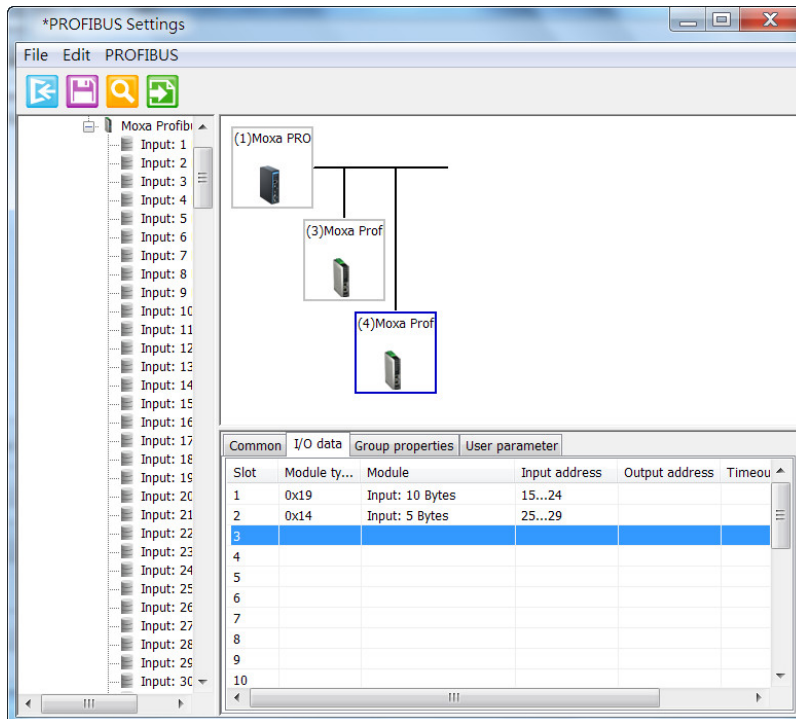 *PROFIBUS Settings
File Edit PROFIBUS
Moxa Profibu
Input: 1
Input: 2
Input: 3
Input: 4
Input: 5
Input: 6
Input: 7
Input: 8
Input: 9
Input: 10
Input: 11
Input: 12
Input: 13
Input: 14
Input: 15
Input: 16
Input: 17
Input: 18
Input: 19
Input: 20
Input: 21
Input: 22
Input: 23
Input: 24
Input: 25
Input: 26
Input: 27
Input: 28
Input: 29
Input: 30
(1)Moxa PRO
(3)Moxa Prof
(4)Moxa Prof
Common I/O data Group properties User parameter
Slot Module ty... Module Input address Output address Timeou
1 0x19 Input: 10 Bytes 15...24
2 0x14 Input: 5 Bytes 25...29
3
4
5
6
7
8
9
10